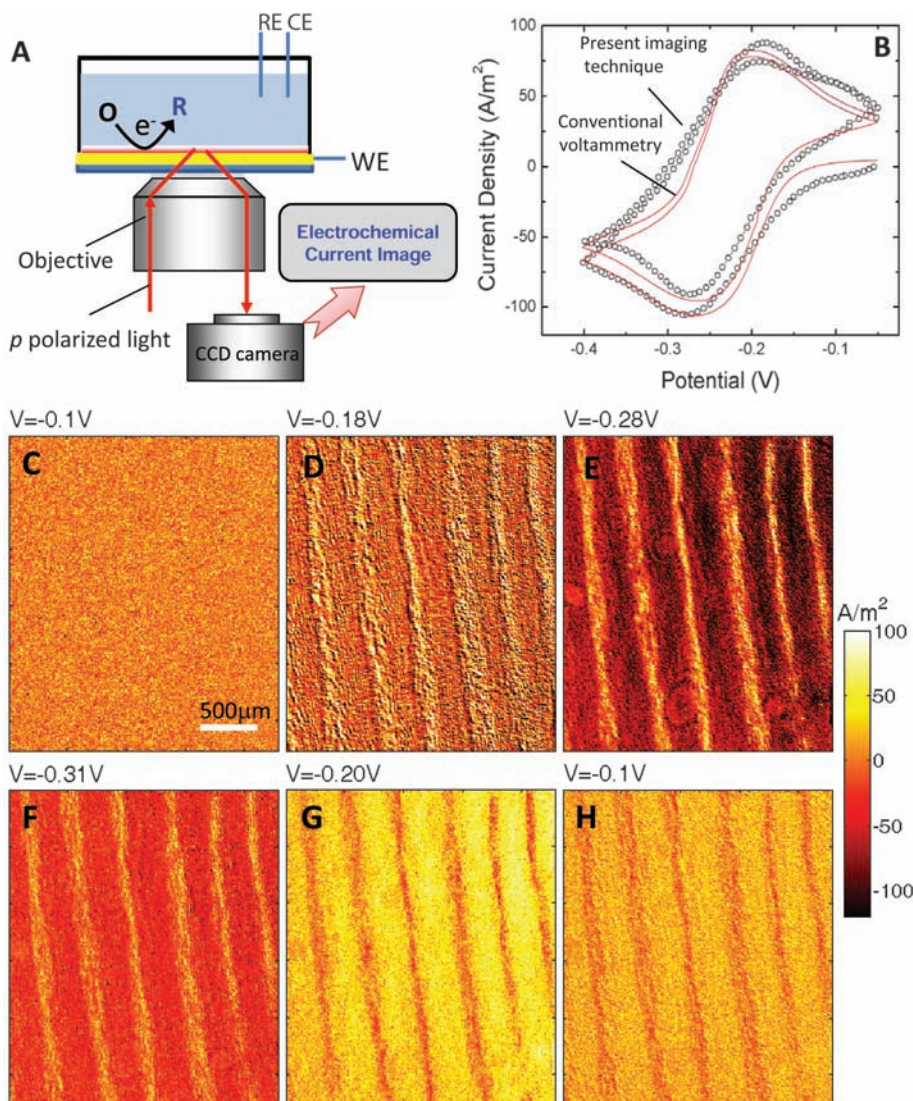 A
RE CE
O
R
e-
WE
Objective
Electrochemical
Current Image
p polarized light
CCD camera
B
Present imaging
technique
Conventional
voltammetry
Current Density (A/m²)
100
50
0
-50
-100
-0.4
-0.3
-0.2
-0.1
Potential (V)
V=-0.1V
V=-0.18V
V=-0.28V
C
D
E
500μm
A/m²
100
50
0
-50
-100
V=-0.31V
V=-0.20V
V=-0.1V
F
G
H